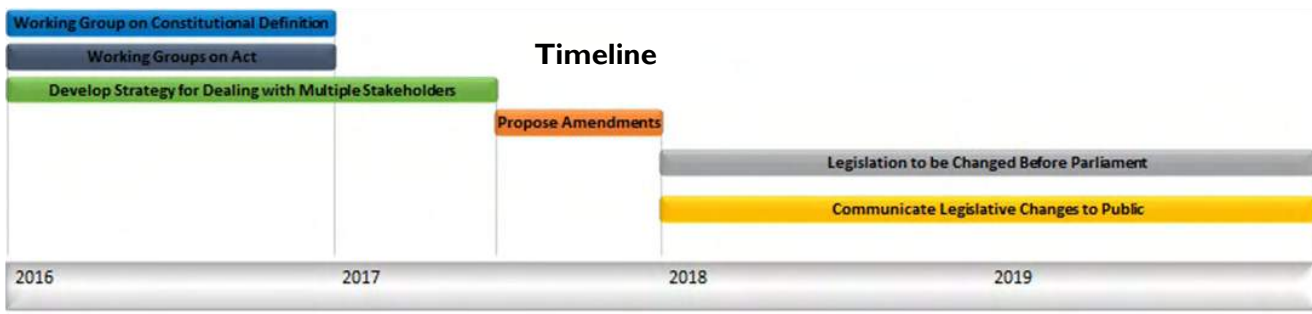 Working Group on Constitutional Definition
Working Groups on Act
Timeline
Develop Strategy for Dealing with Multiple Stakeholders
Propose Amendments
Legislation to be Changed Before Parliament
Communicate Legislative Changes to Public
2016 2017 2018 2019